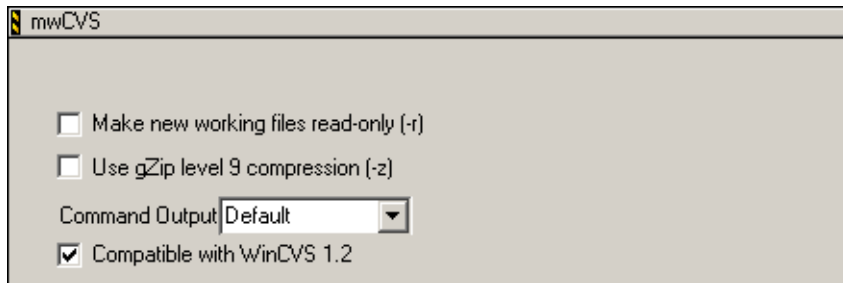 mwCVS
Make new working files read-only (-r)
Use gZip level 9 compression (-z)
Command Output Default
Compatible with WinCVS 1.2